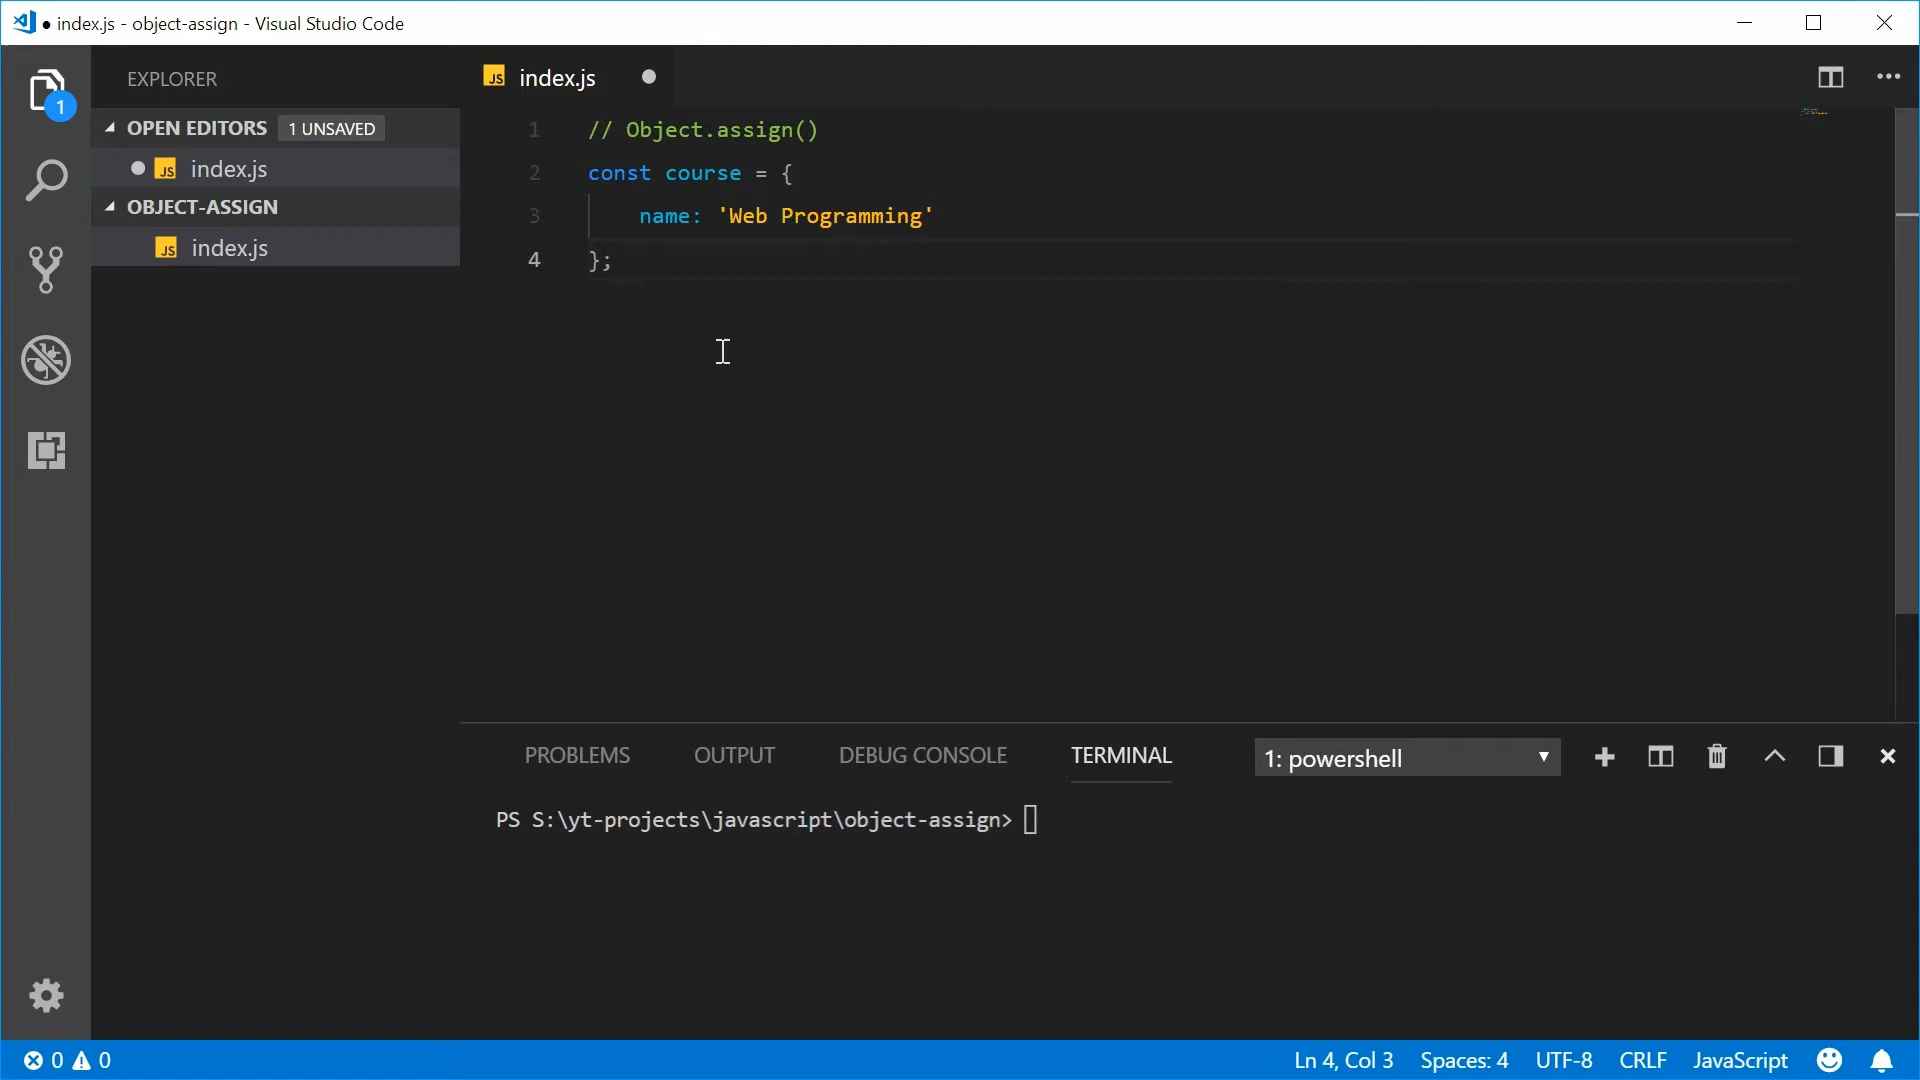 ● index.js - object-assign - Visual Studio Code
EXPLORER
OPEN EDITORS 1 UNSAVED
JS index.js
OBJECT-ASSIGN
JS index.js
1
JS index.js
1 // Object.assign()
2 const course = {
3 name: 'Web Programming'
4 };
PROBLEMS OUTPUT DEBUG CONSOLE TERMINAL 1: powershell
PS S:\yt-projects\javascript\object-assign>
0 0 Ln 4, Col 3 Spaces: 4 UTF-8 CRLF JavaScript